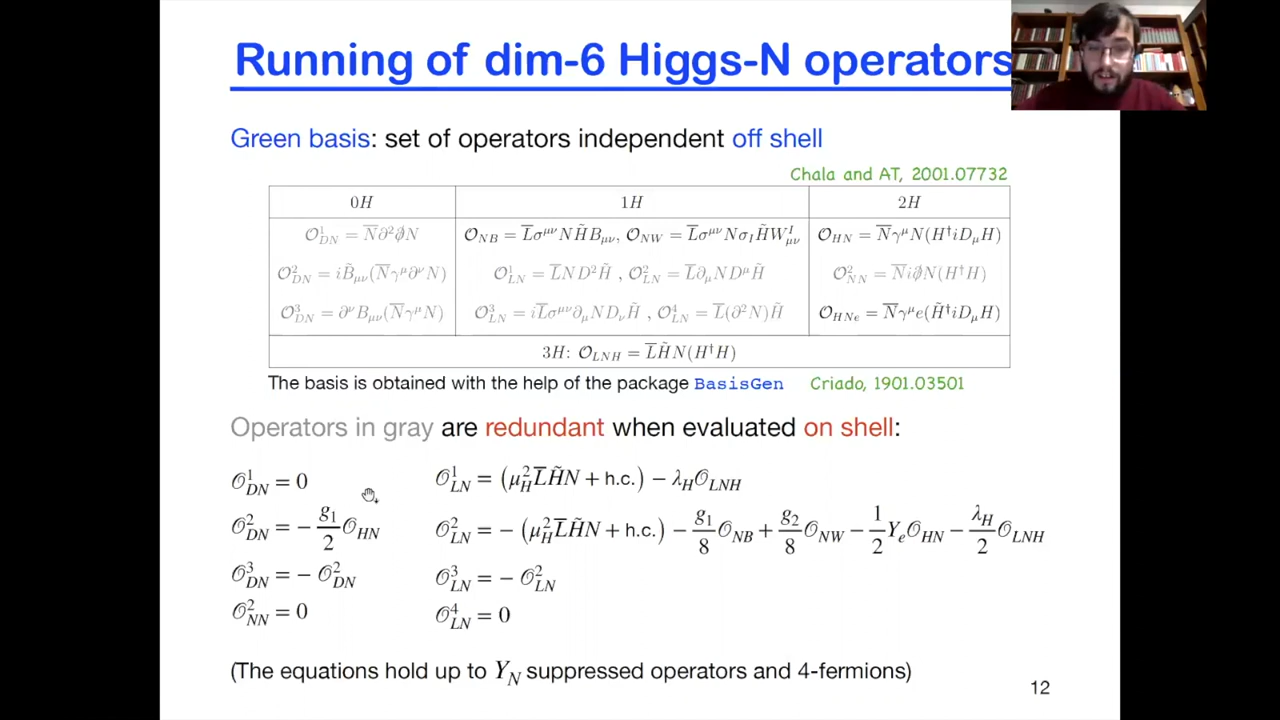 Running of dim-6 Higgs-N operators
Green basis: set of operators independent off shell
Chala and AT, 2001.07732
0H 1H 2H
𝒪¹_DN = N̅∂²∂̸N 𝒪_NB = L̅σ^μν N H̃ B_μν, 𝒪_NW = L̅σ^μν N σ_I H̃ W^I_μν 𝒪_HN = N̅γ^μ N(H†iD_μH)
𝒪²_DN = iB̃_μν(N̅γ^μ ∂^ν N) 𝒪¹_LN = L̅ND²H̃ , 𝒪²_LN = L̅∂_μ N D^μ H̃ 𝒪²_NN = N̅i∂̸N(H†H)
𝒪³_DN = ∂^ν B_μν(N̅γ^μ N) 𝒪³_LN = iL̅σ^μν ∂_μ N D_ν H̃ , 𝒪⁴_LN = L̅(∂²N)H̃ 𝒪_HNe = N̅γ^μ e(H̃†iD_μH)
3H: 𝒪_LNH = L̅H̃N(H†H)
The basis is obtained with the help of the package BasisGen Criado, 1901.03501
Operators in gray are redundant when evaluated on shell:
𝒪¹_DN = 0 𝒪¹_LN = (μ²_H L̅H̃N + h.c.) − λ_H 𝒪_LNH
𝒪²_DN = − g₁/2 𝒪_HN 𝒪²_LN = − (μ²_H L̅H̃N + h.c.) − g₁/8 𝒪_NB + g₂/8 𝒪_NW − 1/2 Y_e 𝒪_HN − λ_H/2 𝒪_LNH
𝒪³_DN = − 𝒪²_DN 𝒪³_LN = − 𝒪²_LN
𝒪²_NN = 0 𝒪⁴_LN = 0
(The equations hold up to Y_N suppressed operators and 4-fermions)
12